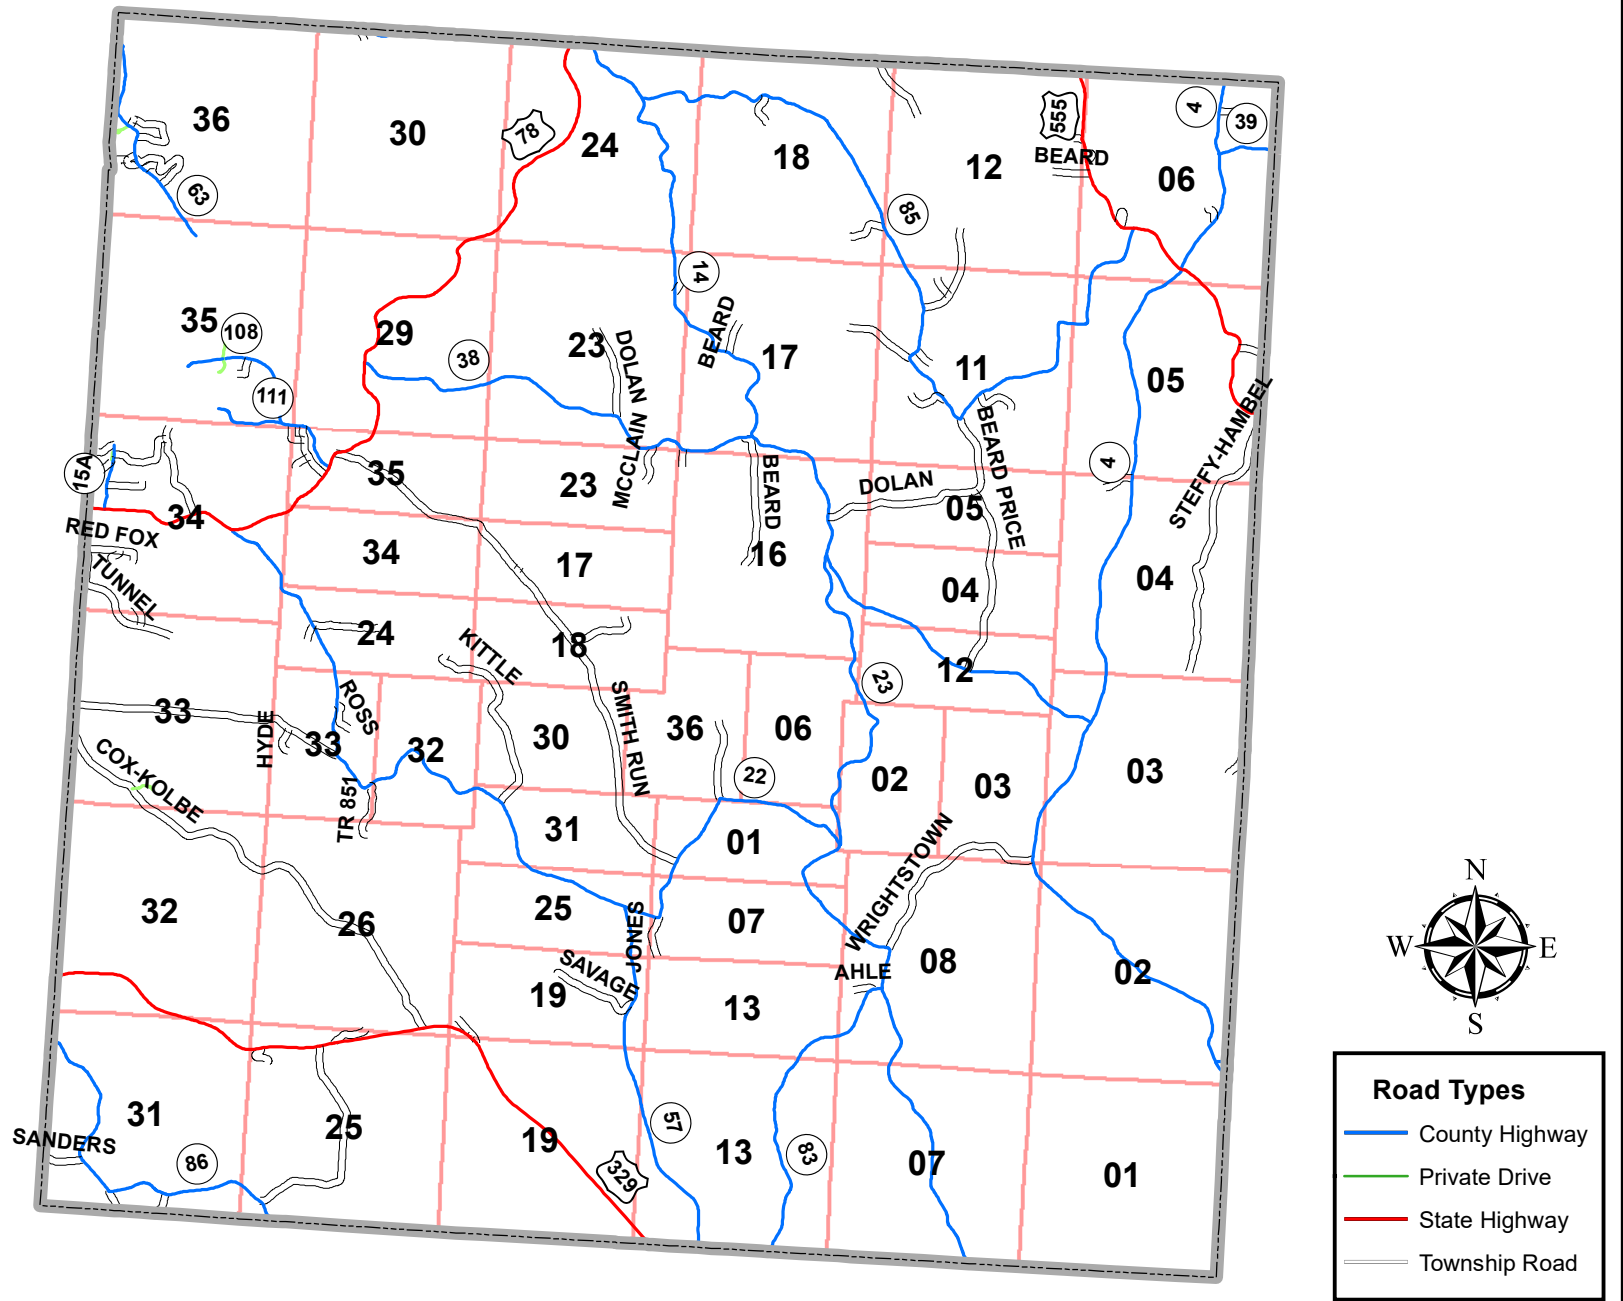 36
30
78
24
18
12
555
BEARD
4
39
06
63
85
14
35
108
29
38
23
DOLAN
BEARD
17
11
05
111
MCCLAIN
BEARD PRICE
STEFFY-HAMBEL
15A
34
35
23
BEARD
DOLAN
05
4
RED FOX
TUNNEL
34
17
16
04
04
24
KITTLE
18
12
23
33
HYDE
ROSS
33
32
30
SMITH RUN
36
06
22
02
03
03
COX-KOLBE
TR 851
31
01
WRIGHTSTOWN
32
26
25
JONES
07
08
02
SAVAGE
AHLE
19
13
31
25
19
57
13
83
07
01
SANDERS
86
329
N
W
E
S
Road Types
County Highway
Private Drive
State Highway
Township Road